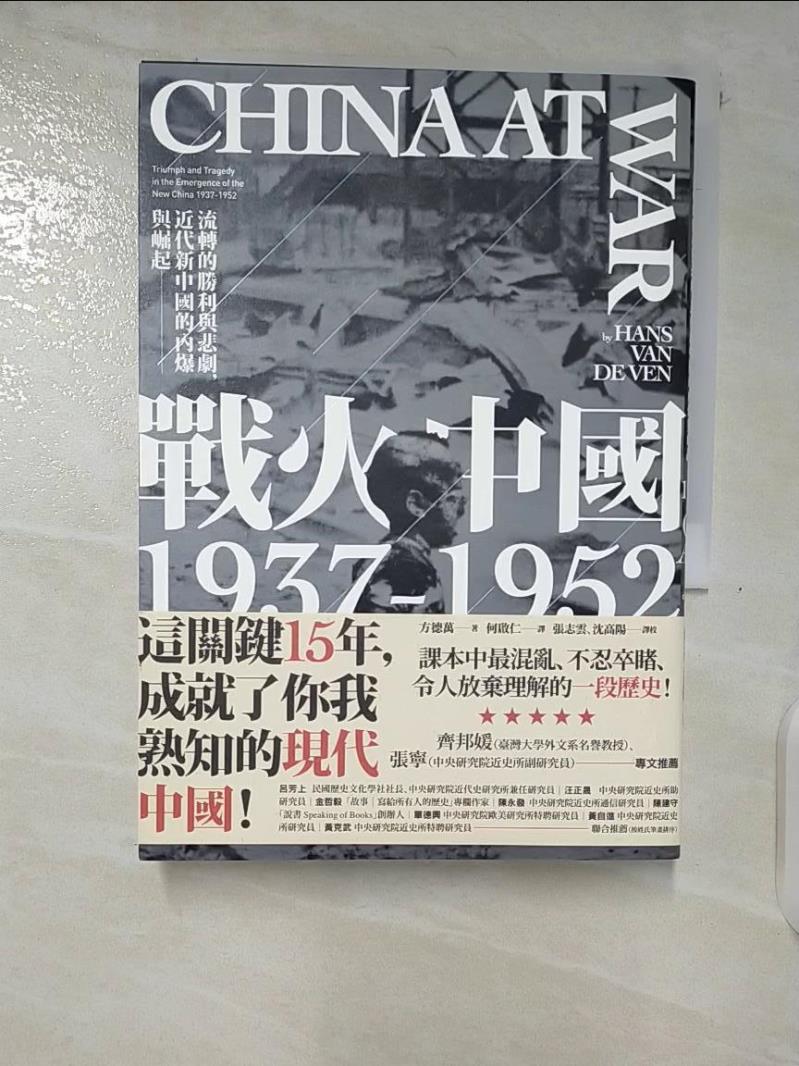 CHINA AT
WAR
Triumph and Tragedy
in the Emergence of the
New China 1937-1952
流轉的勝利與悲劇，
近代新中國的內爆
與崛起
by HANS
VAN
DE VEN
戰火中國
1937-1952
這關鍵15年，
成就了你我
熟知的現代
中國！
方德萬—著 何啟仁—譯 張志雲、沈高陽—譯校
課本中最混亂、不忍卒睹、
令人放棄理解的一段歷史！
★★★★★
齊邦媛（臺灣大學外文系名譽教授）、
張寧（中央研究院近史所副研究員）——專文推薦
呂芳上 民國歷史文化學社社長、中央研究院近代史研究所兼任研究員｜汪正晟 中央研究院近史所助
研究員｜金哲毅「故事｜寫給所有人的歷史」專欄作家｜陳永發 中央研究院近史所通信研究員｜陳建守
「說書 Speaking of Books」創辦人｜單德興 中央研究院歐美研究所特聘研究員｜黃自進 中央研究院近史
所研究員｜黃克武 中央研究院近史所特聘研究員——聯合推薦（按姓氏筆畫排序）